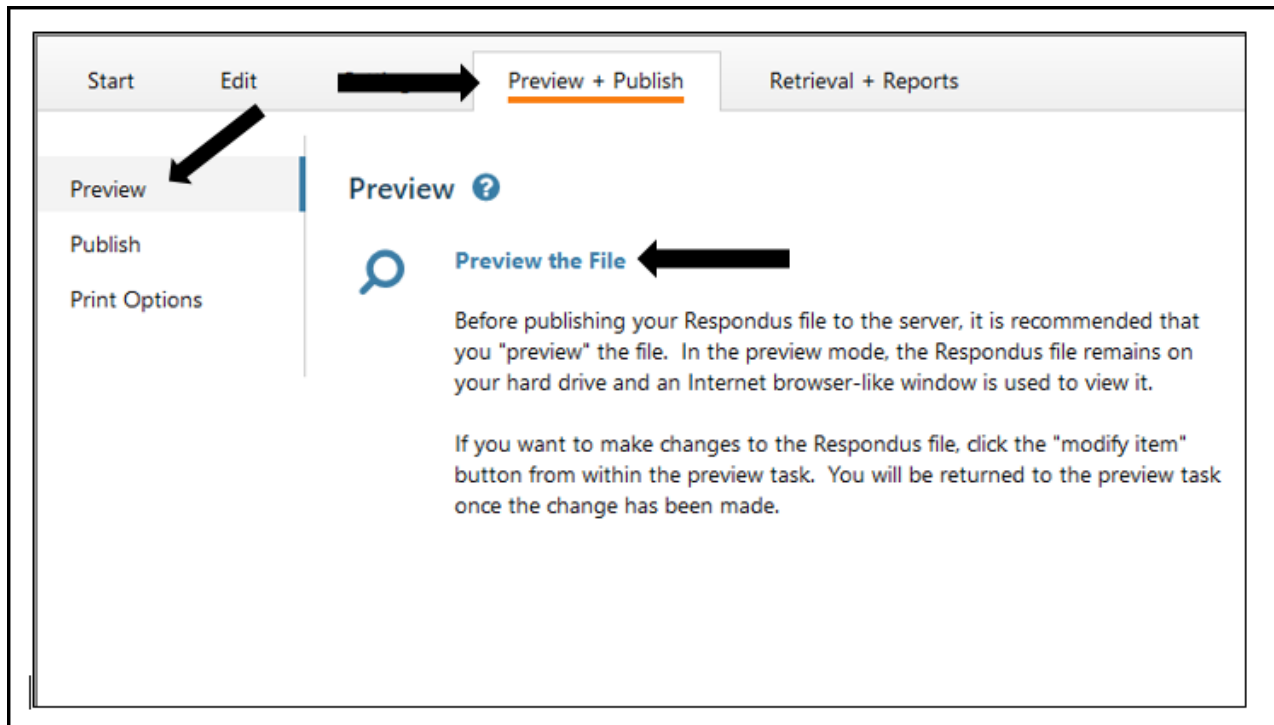 Start Edit Preview + Publish Retrieval + Reports
Preview
Publish
Print Options
Preview ?
Preview the File
Before publishing your Respondus file to the server, it is recommended that
you "preview" the file. In the preview mode, the Respondus file remains on
your hard drive and an Internet browser-like window is used to view it.
If you want to make changes to the Respondus file, click the "modify item"
button from within the preview task. You will be returned to the preview task
once the change has been made.